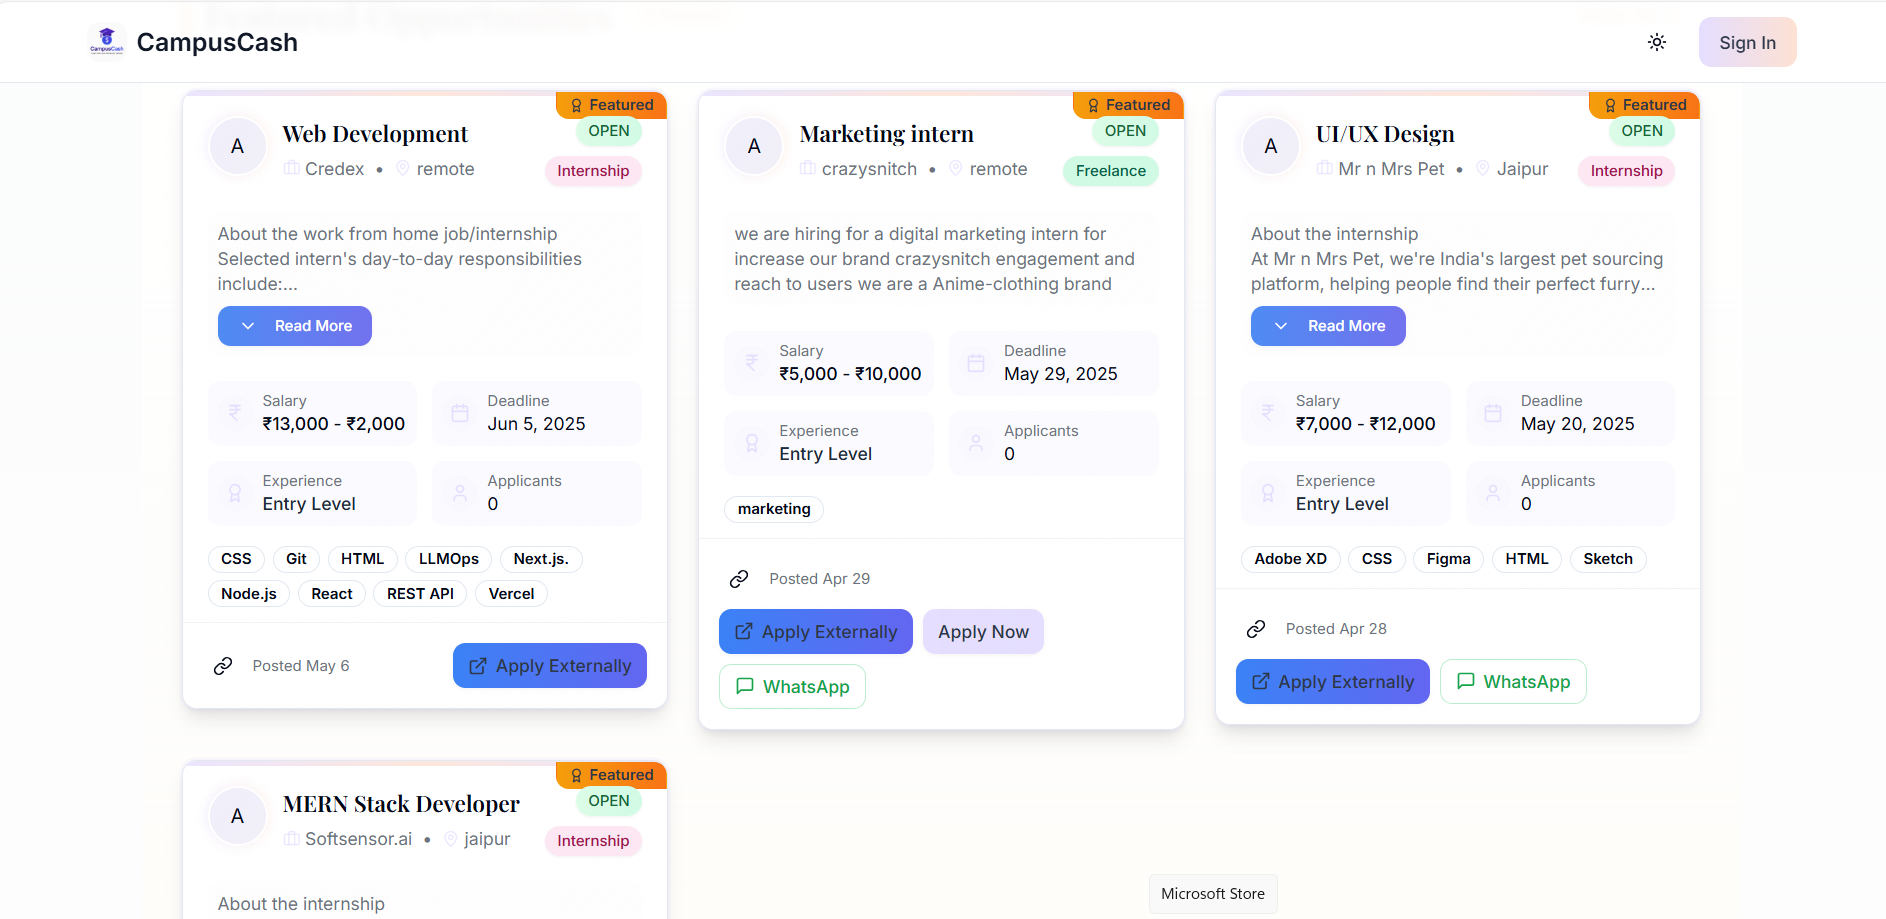 Featured Opportunities
CampusCash
CampusCash
Sign In
Featured
A
Web Development
OPEN
Credex • remote
Internship
About the work from home job/internship
Selected intern's day-to-day responsibilities
include:...
Read More
Salary
₹13,000 - ₹2,000
Deadline
Jun 5, 2025
Experience
Entry Level
Applicants
0
CSS Git HTML LLMOps Next.js.
Node.js React REST API Vercel
Posted May 6
Apply Externally
Featured
A
Marketing intern
OPEN
crazysnitch • remote
Freelance
we are hiring for a digital marketing intern for
increase our brand crazysnitch engagement and
reach to users we are a Anime-clothing brand
Salary
₹5,000 - ₹10,000
Deadline
May 29, 2025
Experience
Entry Level
Applicants
0
marketing
Posted Apr 29
Apply Externally
Apply Now
WhatsApp
Featured
A
UI/UX Design
OPEN
Mr n Mrs Pet • Jaipur
Internship
About the internship
At Mr n Mrs Pet, we're India's largest pet sourcing
platform, helping people find their perfect furry...
Read More
Salary
₹7,000 - ₹12,000
Deadline
May 20, 2025
Experience
Entry Level
Applicants
0
Adobe XD CSS Figma HTML Sketch
Posted Apr 28
Apply Externally
WhatsApp
Featured
A
MERN Stack Developer
OPEN
Softsensor.ai • jaipur
Internship
About the internship
Microsoft Store